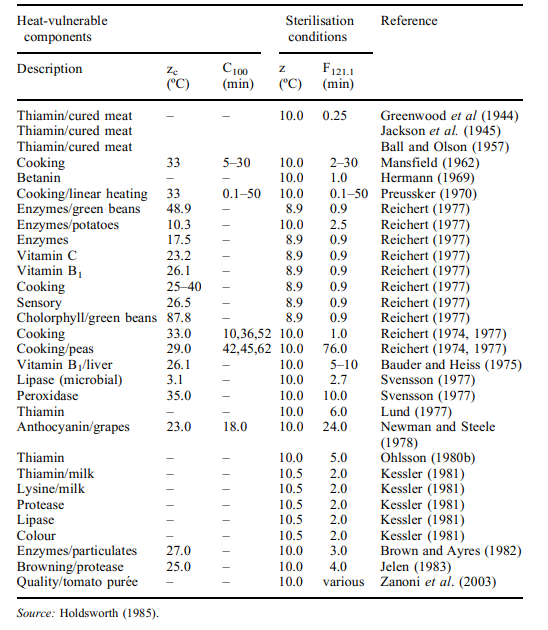 Heat-vulnerable components Sterilisation conditions Reference
Description zc (ºC) C100 (min) z (ºC) F121.1 (min)
Thiamin/cured meat – – 10.0 0.25 Greenwood et al (1944)
Thiamin/cured meat Jackson et al. (1945)
Thiamin/cured meat Ball and Olson (1957)
Cooking 33 5–30 10.0 2–30 Mansfield (1962)
Betanin – – 10.0 1.0 Hermann (1969)
Cooking/linear heating 33 0.1–50 10.0 0.1–50 Preussker (1970)
Enzymes/green beans 48.9 – 8.9 0.9 Reichert (1977)
Enzymes/potatoes 10.3 – 10.0 2.5 Reichert (1977)
Enzymes 17.5 – 8.9 0.9 Reichert (1977)
Vitamin C 23.2 – 8.9 0.9 Reichert (1977)
Vitamin B1 26.1 – 8.9 0.9 Reichert (1977)
Cooking 25–40 – 8.9 0.9 Reichert (1977)
Sensory 26.5 – 8.9 0.9 Reichert (1977)
Cholorphyll/green beans 87.8 – 8.9 0.9 Reichert (1977)
Cooking 33.0 10,36,52 10.0 1.0 Reichert (1974, 1977)
Cooking/peas 29.0 42,45,62 10.0 76.0 Reichert (1974, 1977)
Vitamin B1/liver 26.1 – 10.0 5–10 Bauder and Heiss (1975)
Lipase (microbial) 3.1 – 10.0 2.7 Svensson (1977)
Peroxidase 35.0 – 10.0 10.0 Svensson (1977)
Thiamin – – 10.0 6.0 Lund (1977)
Anthocyanin/grapes 23.0 18.0 10.0 24.0 Newman and Steele
(1978)
Thiamin – – 10.0 5.0 Ohlsson (1980b)
Thiamin/milk – – 10.5 2.0 Kessler (1981)
Lysine/milk – – 10.5 2.0 Kessler (1981)
Protease – – 10.5 2.0 Kessler (1981)
Lipase – – 10.5 2.0 Kessler (1981)
Colour – – 10.5 2.0 Kessler (1981)
Enzymes/particulates 27.0 – 10.0 3.0 Brown and Ayres (1982)
Browning/protease 25.0 – 10.0 4.0 Jelen (1983)
Quality/tomato purée – – 10.0 various Zanoni et al. (2003)
Source: Holdsworth (1985).